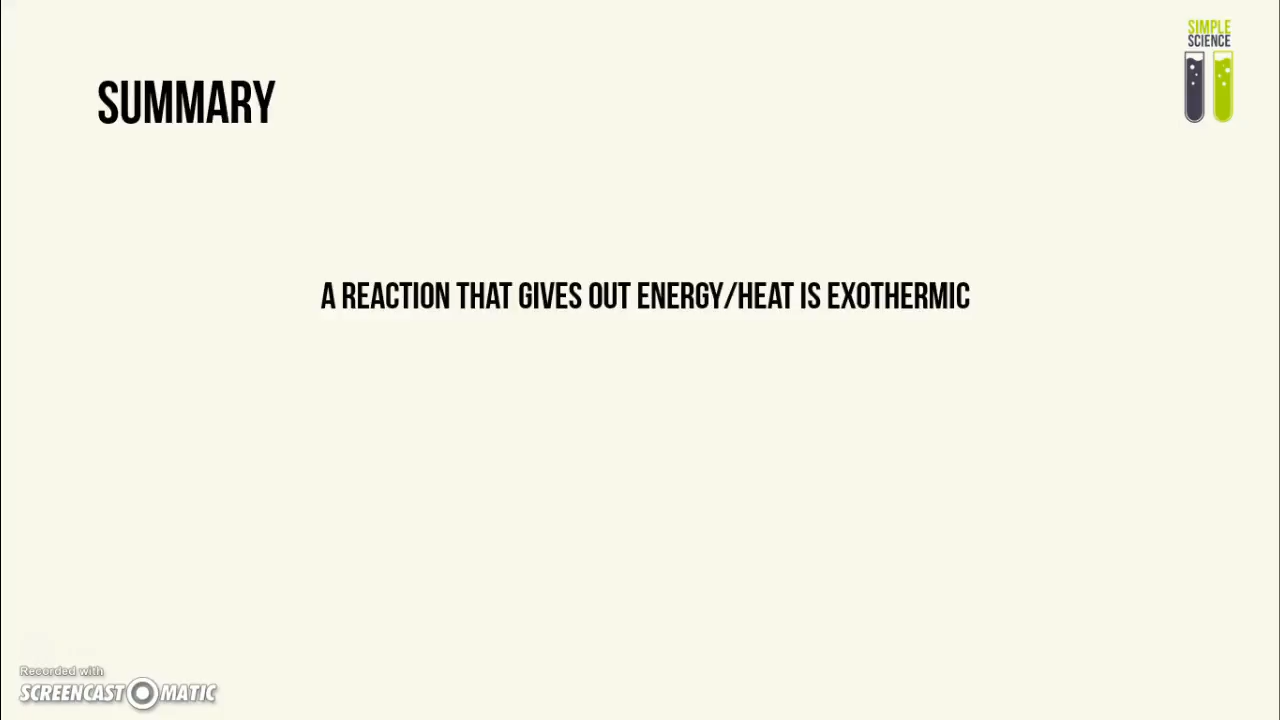 SIMPLE
SCIENCE
SUMMARY
A REACTION THAT GIVES OUT ENERGY/HEAT IS EXOTHERMIC
Recorded with
SCREENCAST MATIC